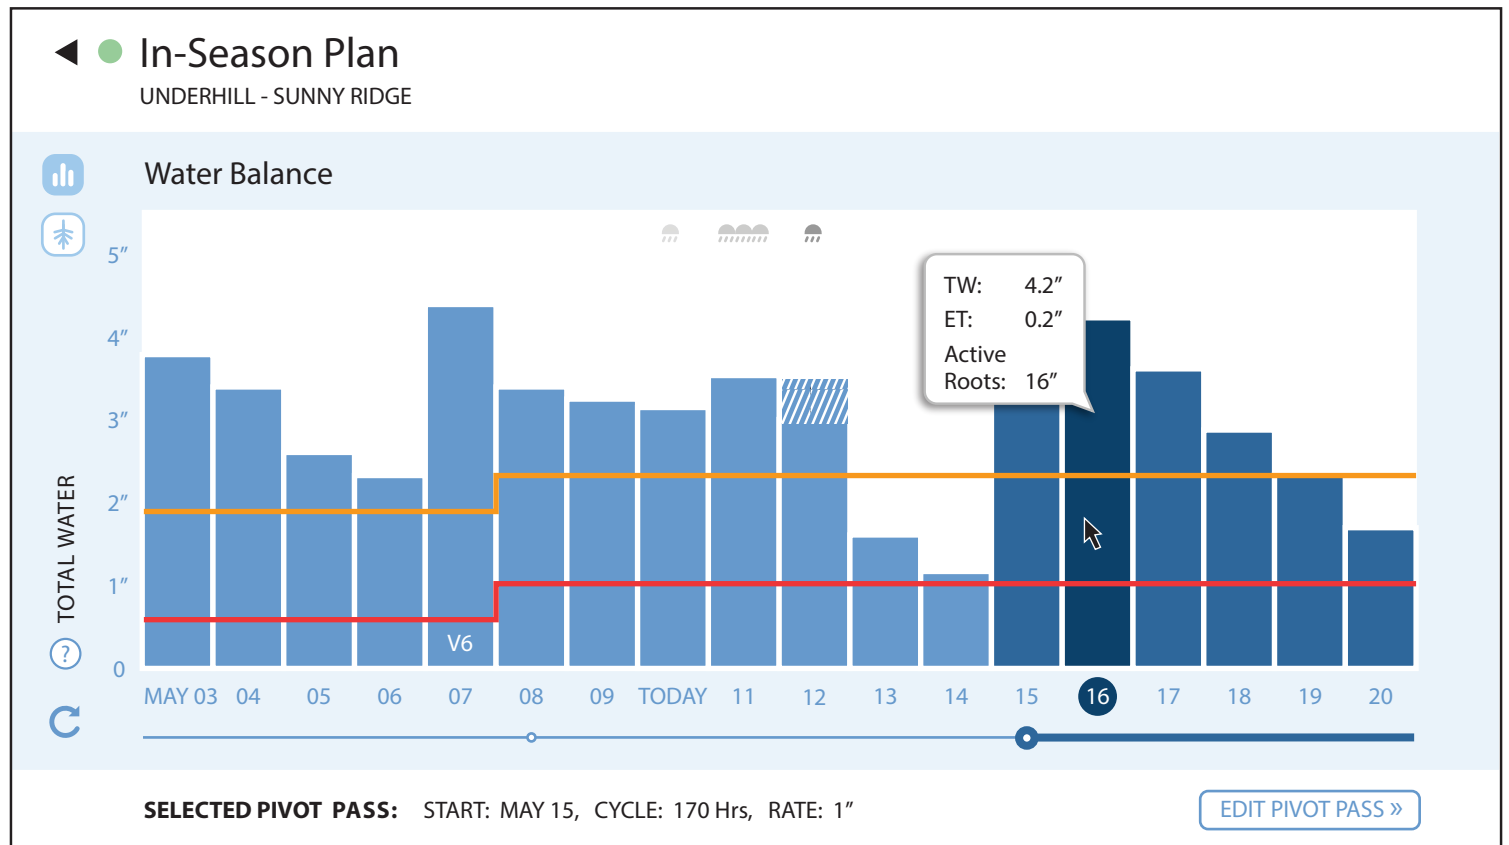 In-Season Plan
UNDERHILL - SUNNY RIDGE
Water Balance
5”
4”
3”
2”
1”
0
TOTAL WATER
?
TW: 4.2”
ET: 0.2”
Active
Roots: 16”
V6
MAY 03 04 05 06 07 08 09 TODAY 11 12 13 14 15 16 17 18 19 20
SELECTED PIVOT PASS: START: MAY 15, CYCLE: 170 Hrs, RATE: 1”
EDIT PIVOT PASS »